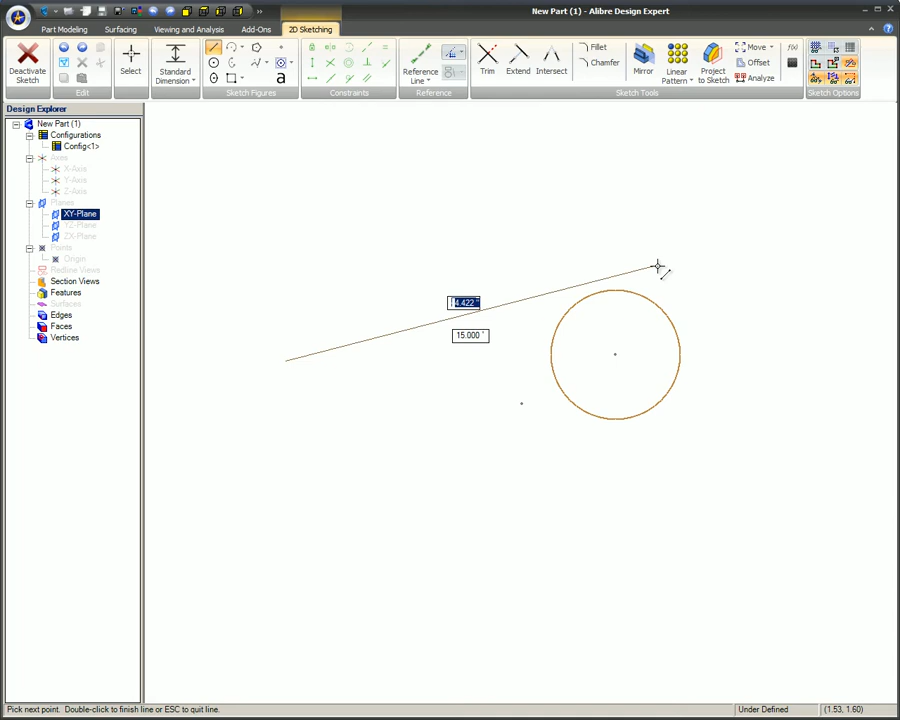 New Part (1) - Alibre Design Expert
Part Modeling
Surfacing
Viewing and Analysis
Add-Ons
2D Sketching
Deactivate
Sketch
Edit
Select
Standard
Dimension
Sketch Figures
a
Constraints
Reference
Line
Reference
Trim
Extend
Intersect
Fillet
Chamfer
Mirror
Linear
Pattern
Project
to Sketch
Move
Offset
Analyze
Sketch Tools
f(x)
Sketch Options
Design Explorer
New Part (1)
Configurations
Config<1>
Axes
X-Axis
Y-Axis
Z-Axis
Planes
XY-Plane
YZ-Plane
ZX-Plane
Points
Origin
Redline Views
Section Views
Features
Surfaces
Edges
Faces
Vertices
4.422 "
15.000 °
Pick next point. Double-click to finish line or ESC to quit line.
Under Defined
(1.53, 1.60)